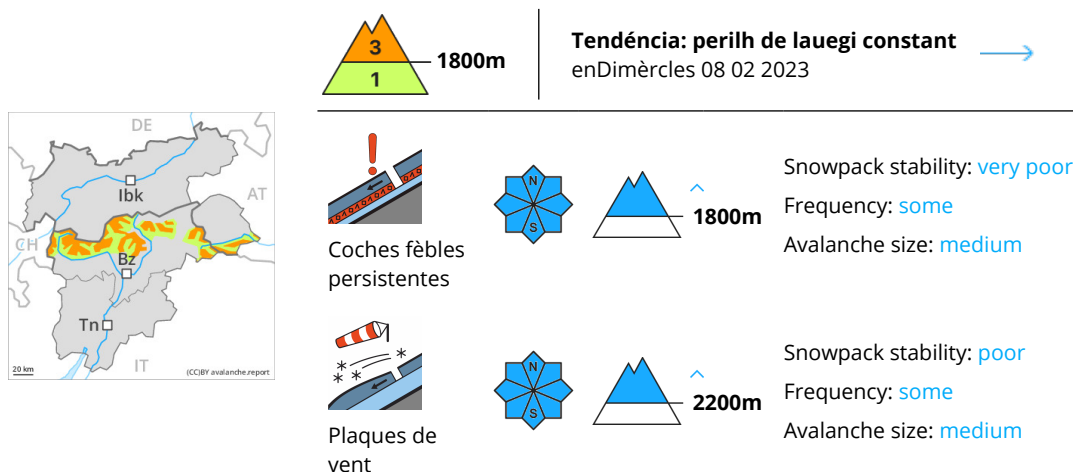 3
1
1800m
Tendéncia: perilh de lauegi constant
enDimèrcles 08 02 2023
DE
Ibk
AT
CH
Bz
Tn
IT
20 km
(CC)BY avalanche.report
N
S
1800m
Coches fèbles
persistentes
Snowpack stability: very poor
Frequency: some
Avalanche size: medium
N
S
2200m
Plaques de
vent
Snowpack stability: poor
Frequency: some
Avalanche size: medium